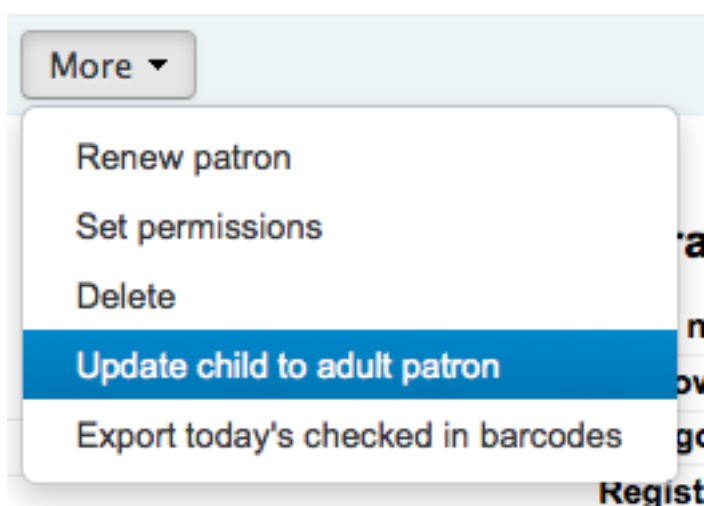 More
Renew patron
Set permissions
Delete
Update child to adult patron
Export today's checked in barcodes